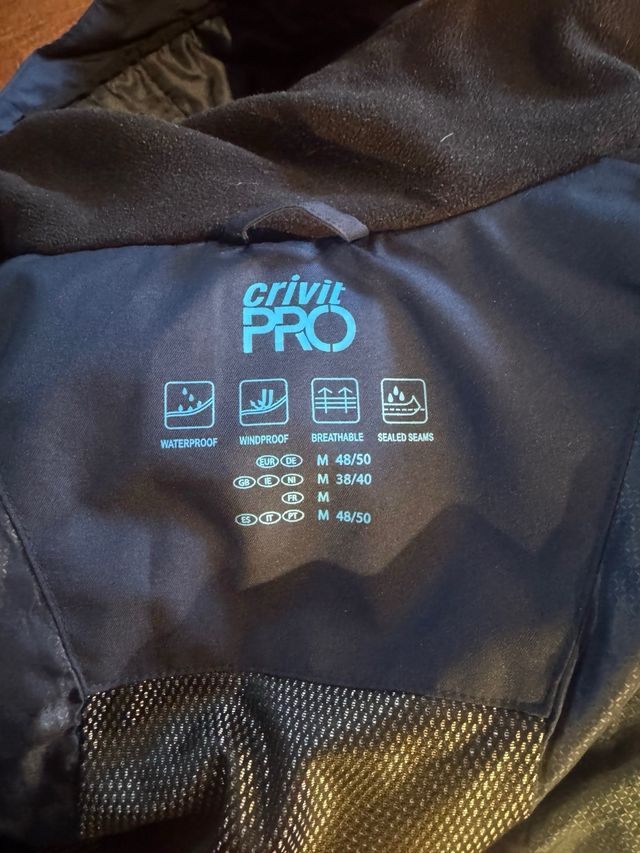 crivit
PRO
WATERPROOF WINDPROOF BREATHABLE SEALED SEAMS
EUR DE M 48/50
GB IE NI M 38/40
FR M
ES IT PT M 48/50